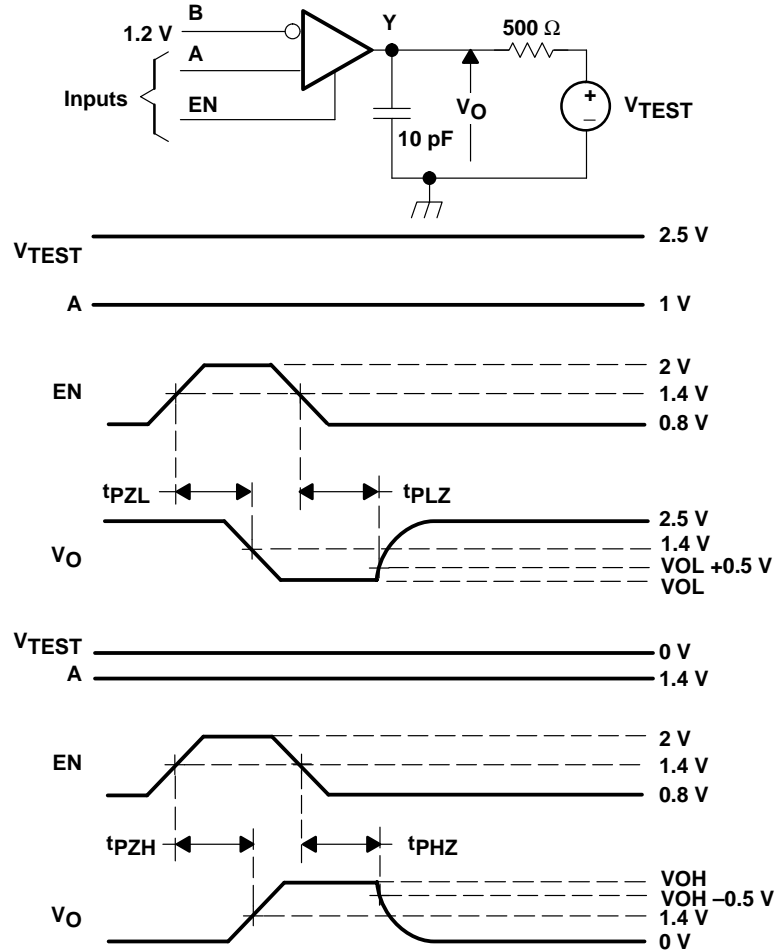 B
Y
500 Ω
1.2 V
A
Inputs
EN
VO
+
–
VTEST
10 pF
VTEST
2.5 V
A
1 V
2 V
EN
1.4 V
0.8 V
tPZL
tPLZ
2.5 V
VO
1.4 V
VOL +0.5 V
VOL
VTEST
0 V
A
1.4 V
2 V
EN
1.4 V
0.8 V
tPZH
tPHZ
VOH
VOH –0.5 V
VO
1.4 V
0 V